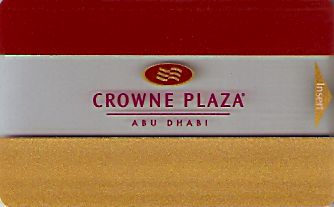 CROWNE PLAZA®
ABU DHABI
Insert